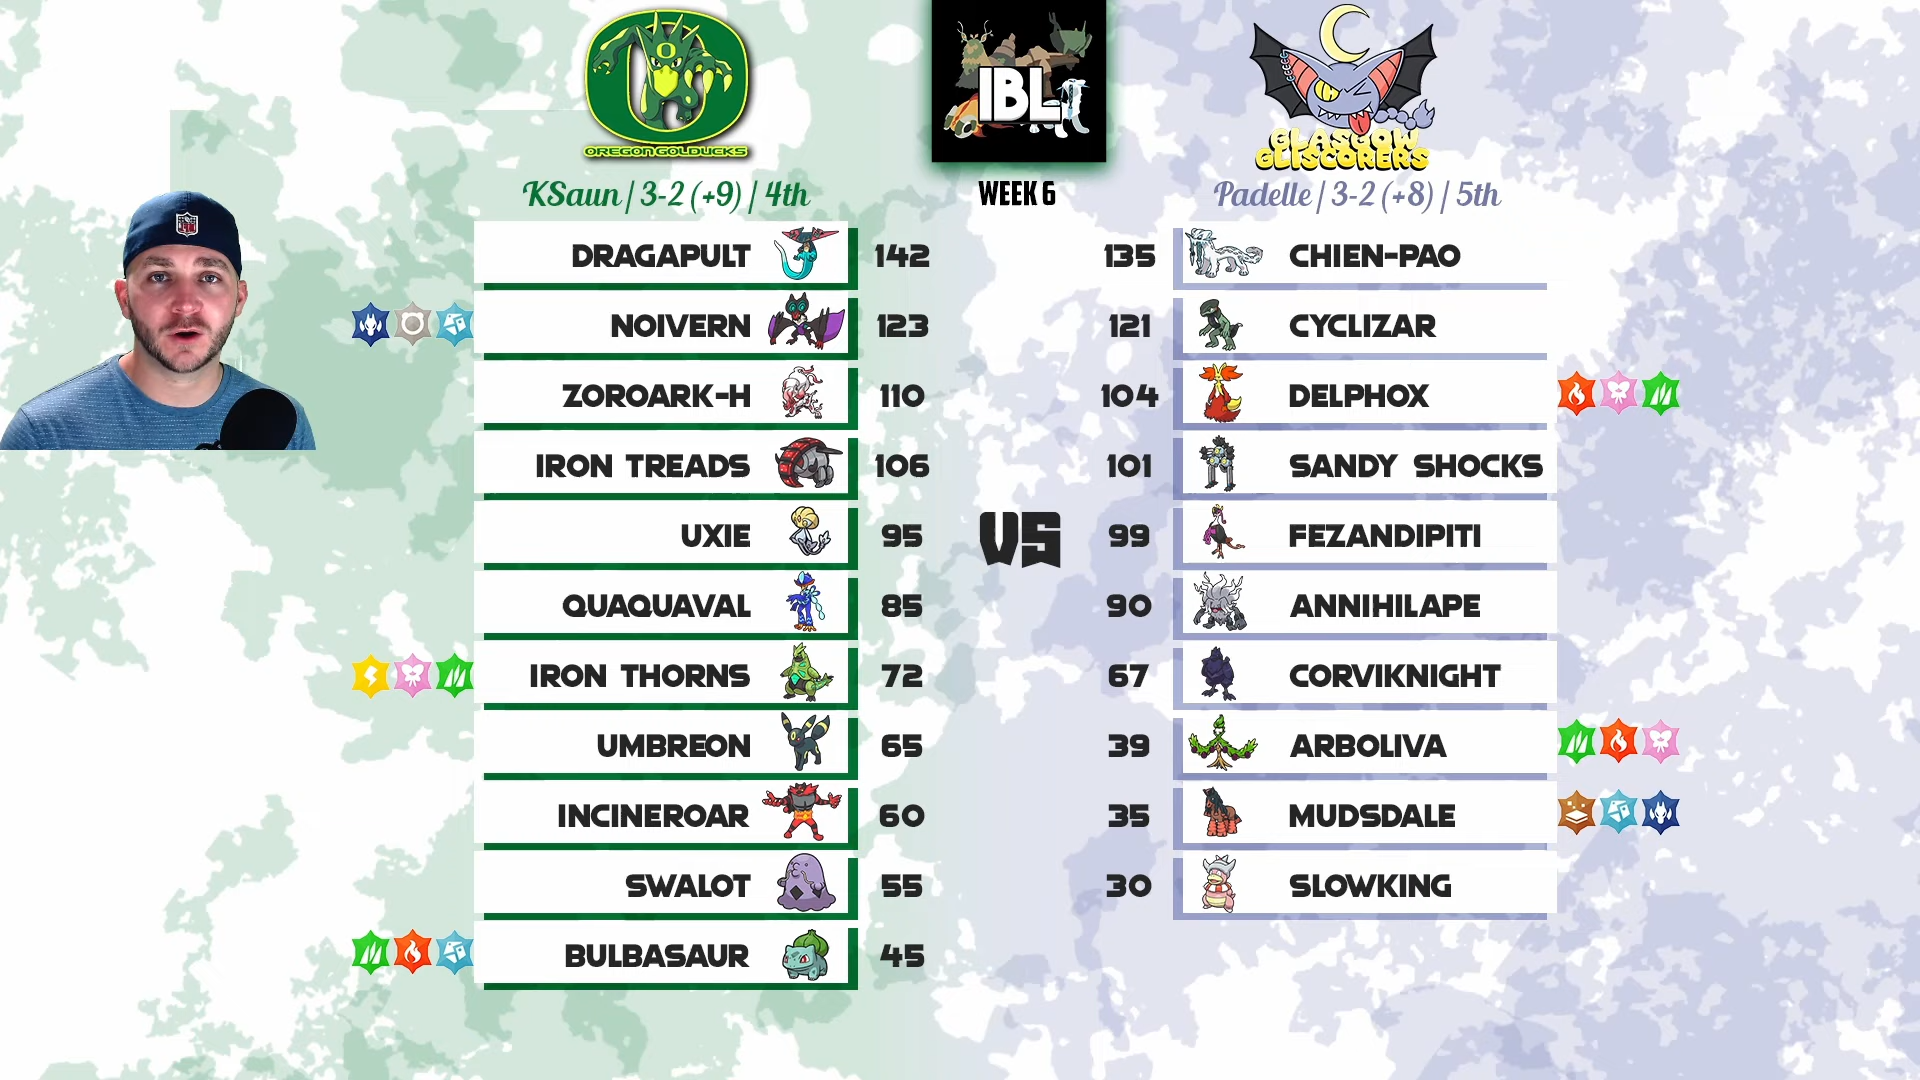 OREGON GOLDUCKS
IBL
GLASGOW
GLISCORERS
KSaun / 3-2 (+9) / 4th
WEEK 6
Padelle / 3-2 (+8) / 5th
DRAGAPULT 142
135 CHIEN-PAO
NOIVERN 123
121 CYCLIZAR
ZOROARK-H 110
104 DELPHOX
IRON TREADS 106
101 SANDY SHOCKS
UXIE 95
VS
99 FEZANDIPITI
QUAQUAVAL 85
90 ANNIHILAPE
IRON THORNS 72
67 CORVIKNIGHT
UMBREON 65
39 ARBOLIVA
INCINEROAR 60
35 MUDSDALE
SWALOT 55
30 SLOWKING
BULBASAUR 45
NFL
O